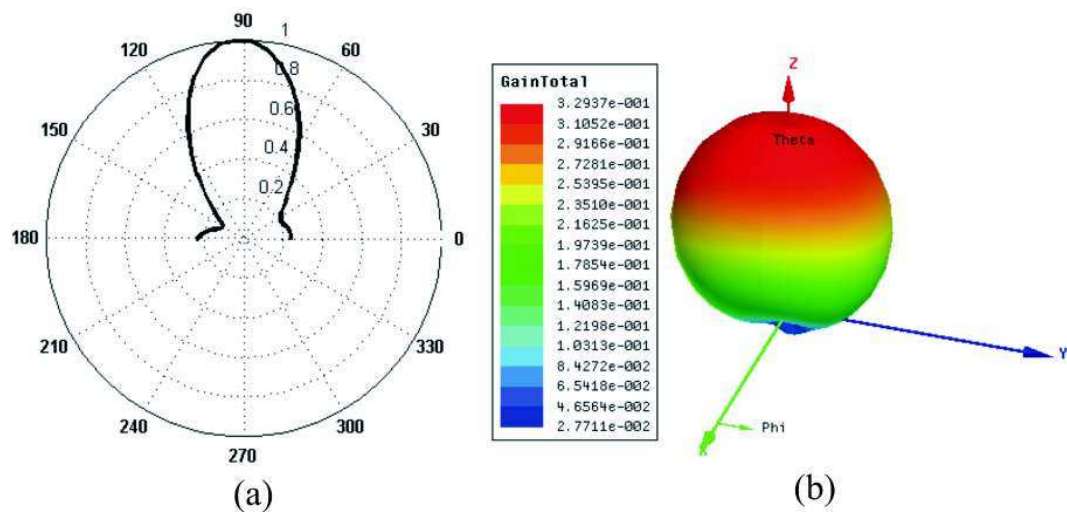 90
1
120
60
0.8
0.6
150
30
0.4
0.2
180
0
210
330
240
300
270
(a)
GainTotal
3.2937e-001
3.1052e-001
2.9166e-001
2.7281e-001
2.5395e-001
2.3510e-001
2.1625e-001
1.9739e-001
1.7854e-001
1.5969e-001
1.4083e-001
1.2198e-001
1.0313e-001
8.4272e-002
6.5418e-002
4.6564e-002
2.7711e-002
Z
Theta
Y
Phi
X
(b)